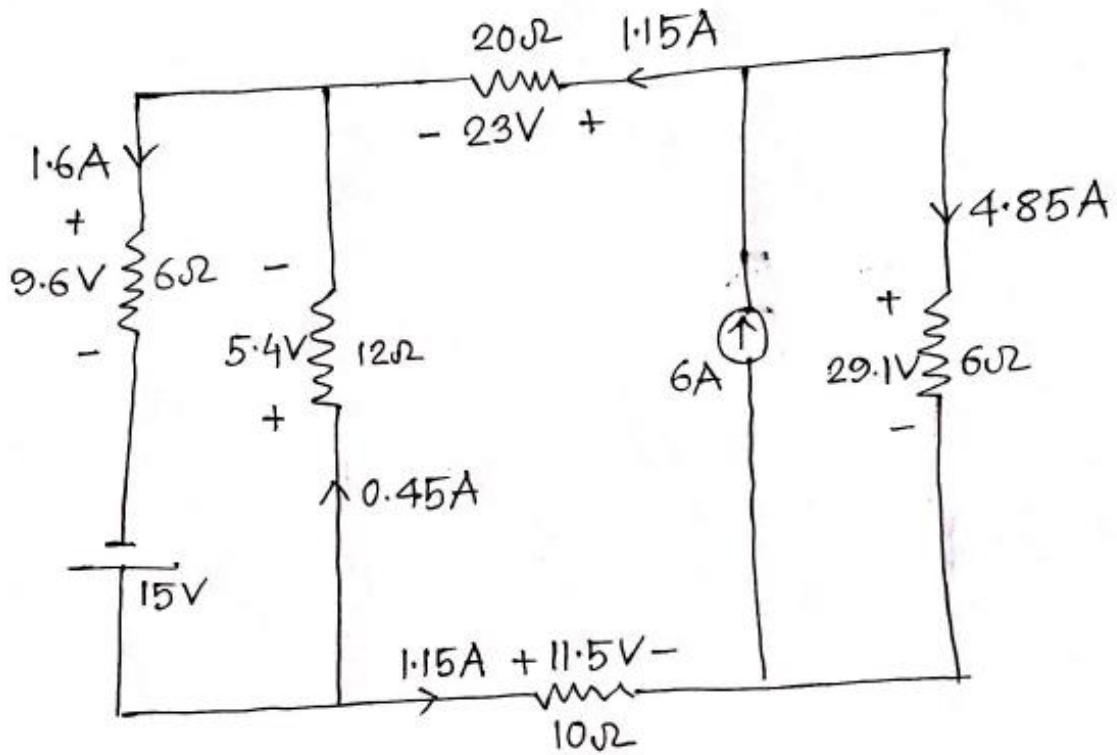 20Ω
1.15A
- 23V +
1.6A
+
9.6V
6Ω
-
-
5.4V
12Ω
+
0.45A
15V
6A
4.85A
+
29.1V
6Ω
-
1.15A + 11.5V -
10Ω